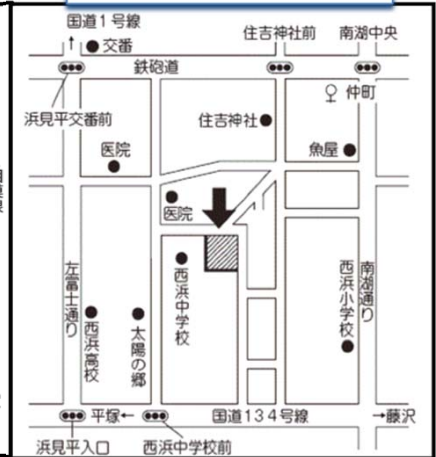 国道1号線
↑
交番
住吉神社前
南湖中央
鉄砲道
仲町
浜見平交番前
住吉神社
医院
魚屋
医院
西浜中学校
左富士通り
西浜高校
太陽の郷
西浜小学校
南湖通り
平塚←
国道134号線
→藤沢
浜見平入口
西浜中学校前